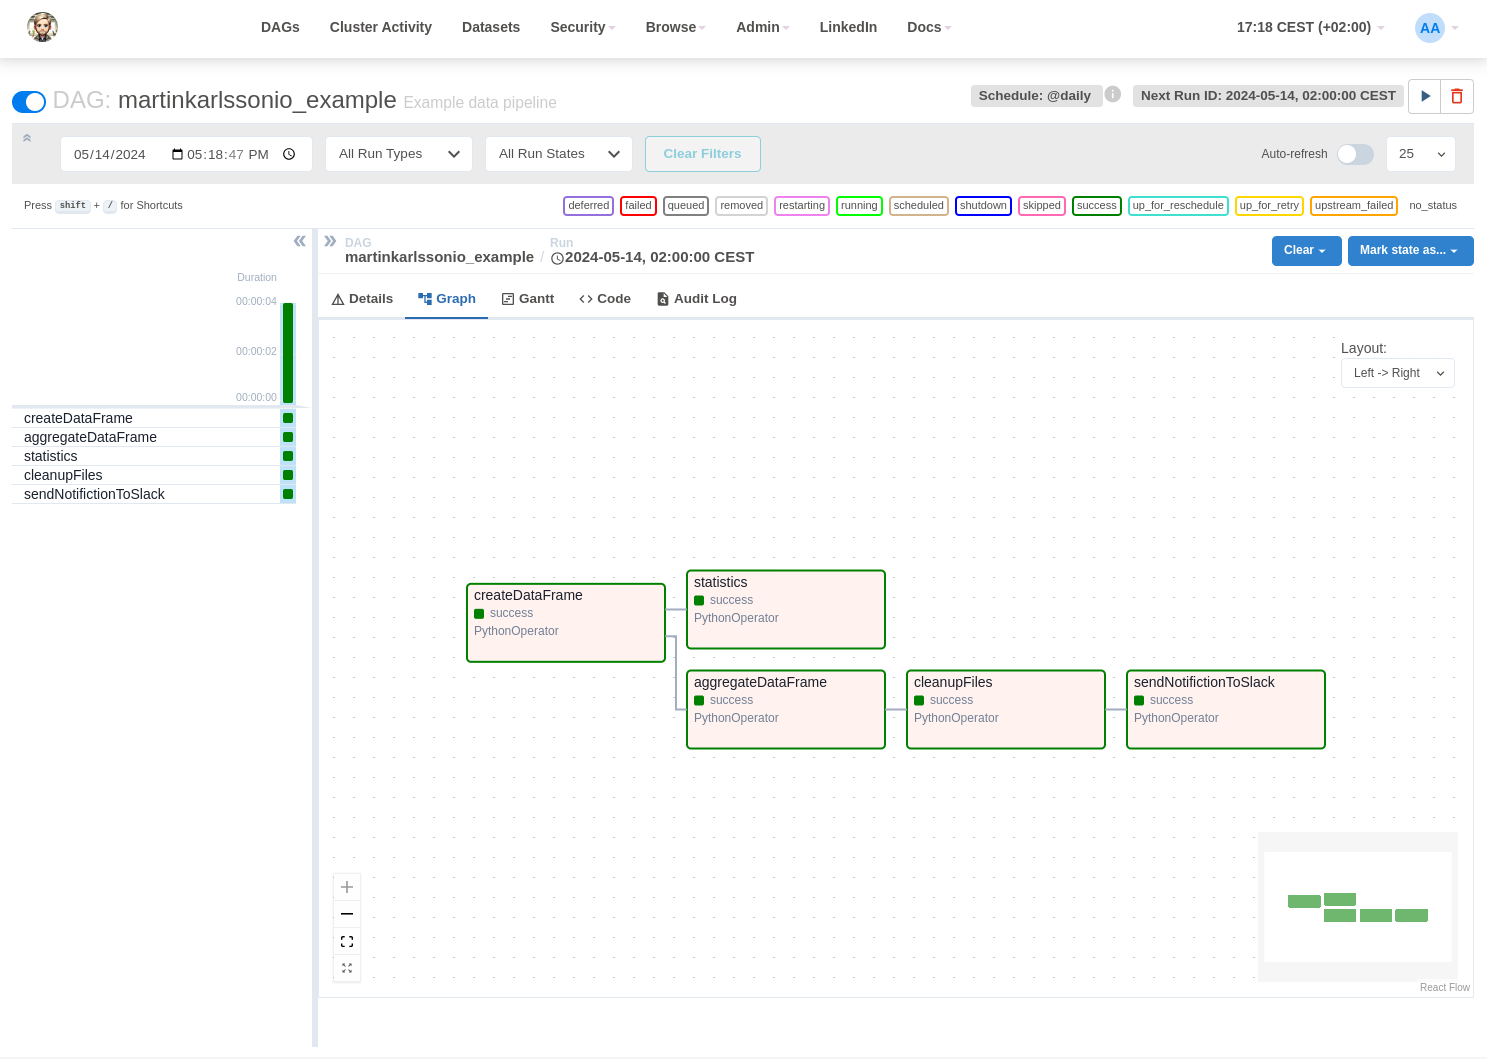 DAGs Cluster Activity Datasets Security Browse Admin LinkedIn Docs 17:18 CEST (+02:00) AA
DAG: martinkarlssonio_example Example data pipeline Schedule: @daily Next Run ID: 2024-05-14, 02:00:00 CEST
05/14/2024 05:18:47 PM All Run Types All Run States Clear Filters Auto-refresh 25
Press shift + / for Shortcuts deferred failed queued removed restarting running scheduled shutdown skipped success up_for_reschedule up_for_retry upstream_failed no_status
DAG Run
martinkarlssonio_example / 2024-05-14, 02:00:00 CEST Clear Mark state as...
Duration
00:00:04
00:00:02
00:00:00
createDataFrame
aggregateDataFrame
statistics
cleanupFiles
sendNotifictionToSlack
Details Graph Gantt Code Audit Log
Layout:
Left -> Right
createDataFrame
success
PythonOperator
statistics
success
PythonOperator
aggregateDataFrame
success
PythonOperator
cleanupFiles
success
PythonOperator
sendNotifictionToSlack
success
PythonOperator
React Flow